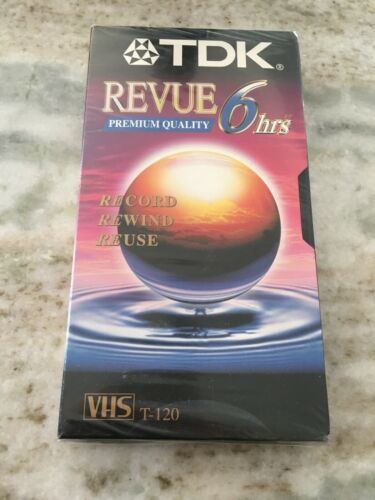 TDK®
REVUE 6hrs
PREMIUM QUALITY
RECORD
REWIND
REUSE
VHS T-120